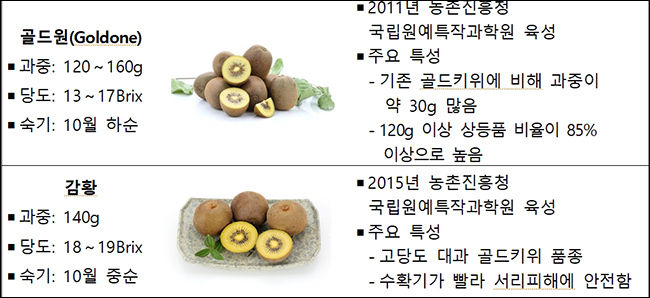 골드원(Goldone)
▪ 과중: 120 ~ 160g
▪ 당도: 13 ~ 17Brix
▪ 숙기: 10월 하순
▪ 2011년 농촌진흥청
국립원예특작과학원 육성
▪ 주요 특성
- 기존 골드키위에 비해 과중이
약 30g 많음
- 120g 이상 상등품 비율이 85%
이상으로 높음
감황
▪ 과중: 140g
▪ 당도: 18 ~ 19Brix
▪ 숙기: 10월 중순
▪ 2015년 농촌진흥청
국립원예특작과학원 육성
▪ 주요 특성
- 고당도 대과 골드키위 품종
- 수확기가 빨라 서리피해에 안전함